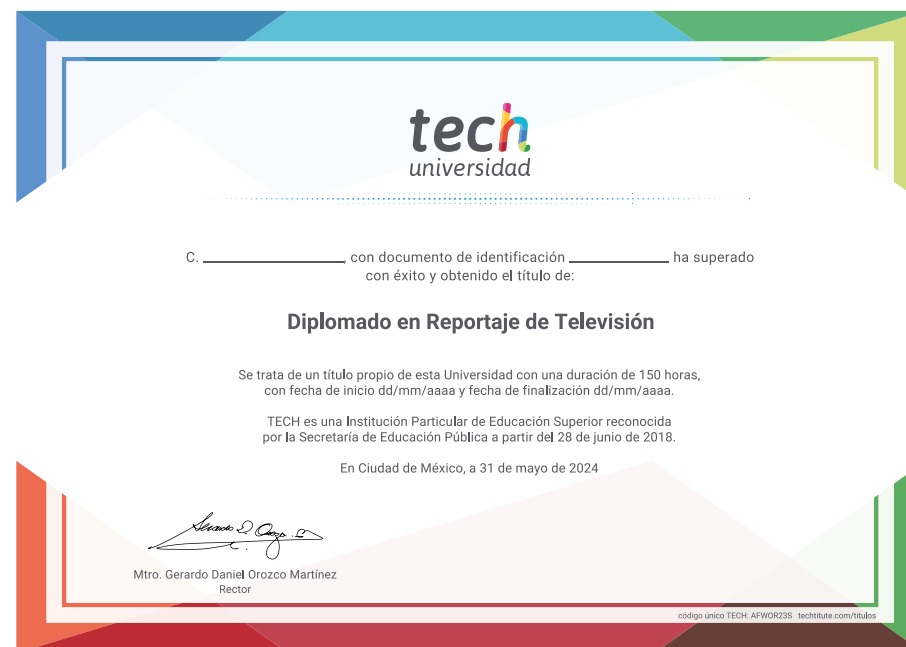 tech
universidad
C. ____________, con documento de identificación ____________ ha superado
con éxito y obtenido el título de:
Diplomado en Reportaje de Televisión
Se trata de un título propio de esta Universidad con una duración de 150 horas,
con fecha de inicio dd/mm/aaaa y fecha de finalización dd/mm/aaaa.
TECH es una Institución Particular de Educación Superior reconocida
por la Secretaría de Educación Pública a partir del 28 de junio de 2018.
En Ciudad de México, a 31 de mayo de 2024
Mtro. Gerardo Daniel Orozco Martínez
Rector
código único TECH: AFWOR23S techtitute.com/titulos